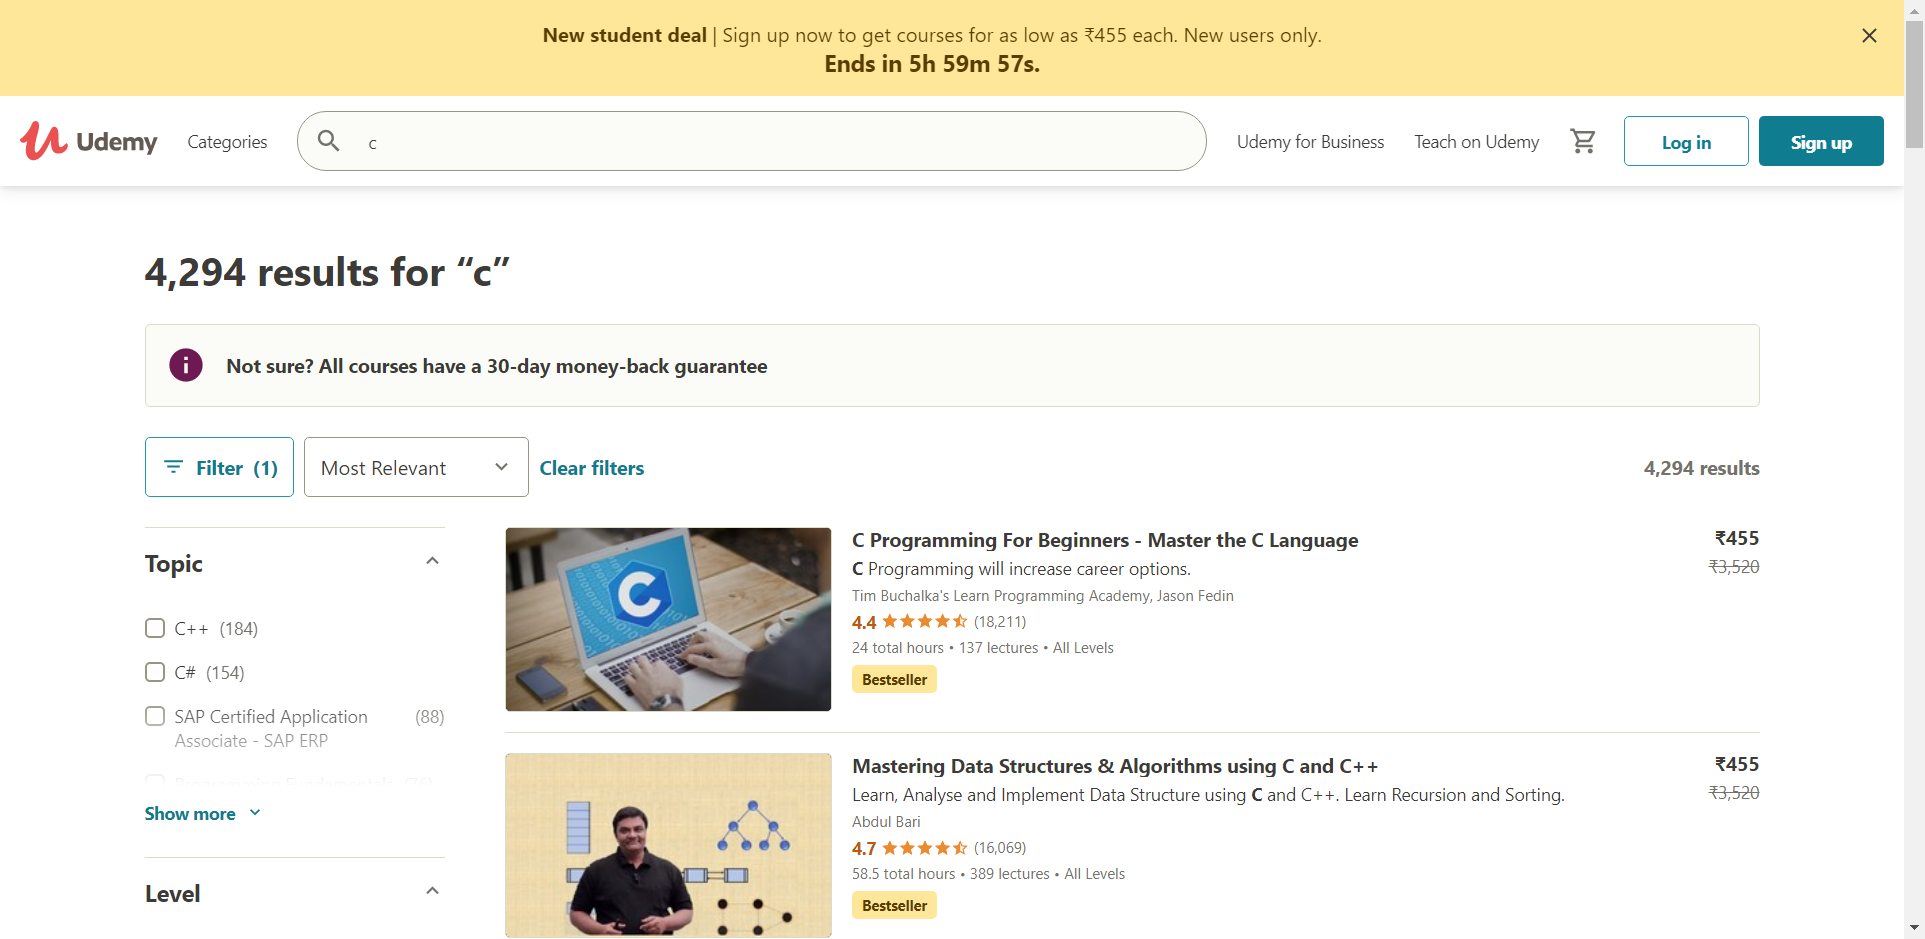 New student deal | Sign up now to get courses for as low as ₹455 each. New users only.
Ends in 5h 59m 57s.
Udemy
Categories
c
Udemy for Business
Teach on Udemy
Log in
Sign up
4,294 results for “c”
Not sure? All courses have a 30-day money-back guarantee
Filter (1)
Most Relevant
Clear filters
4,294 results
Topic
C++ (184)
C# (154)
SAP Certified Application (88)
Associate - SAP ERP
Programming Fundamentals (76)
Show more
Level
C Programming For Beginners - Master the C Language
₹455
C Programming will increase career options.
₹3,520
Tim Buchalka's Learn Programming Academy, Jason Fedin
4.4 (18,211)
24 total hours • 137 lectures • All Levels
Bestseller
Mastering Data Structures & Algorithms using C and C++
₹455
Learn, Analyse and Implement Data Structure using C and C++. Learn Recursion and Sorting.
₹3,520
Abdul Bari
4.7 (16,069)
58.5 total hours • 389 lectures • All Levels
Bestseller